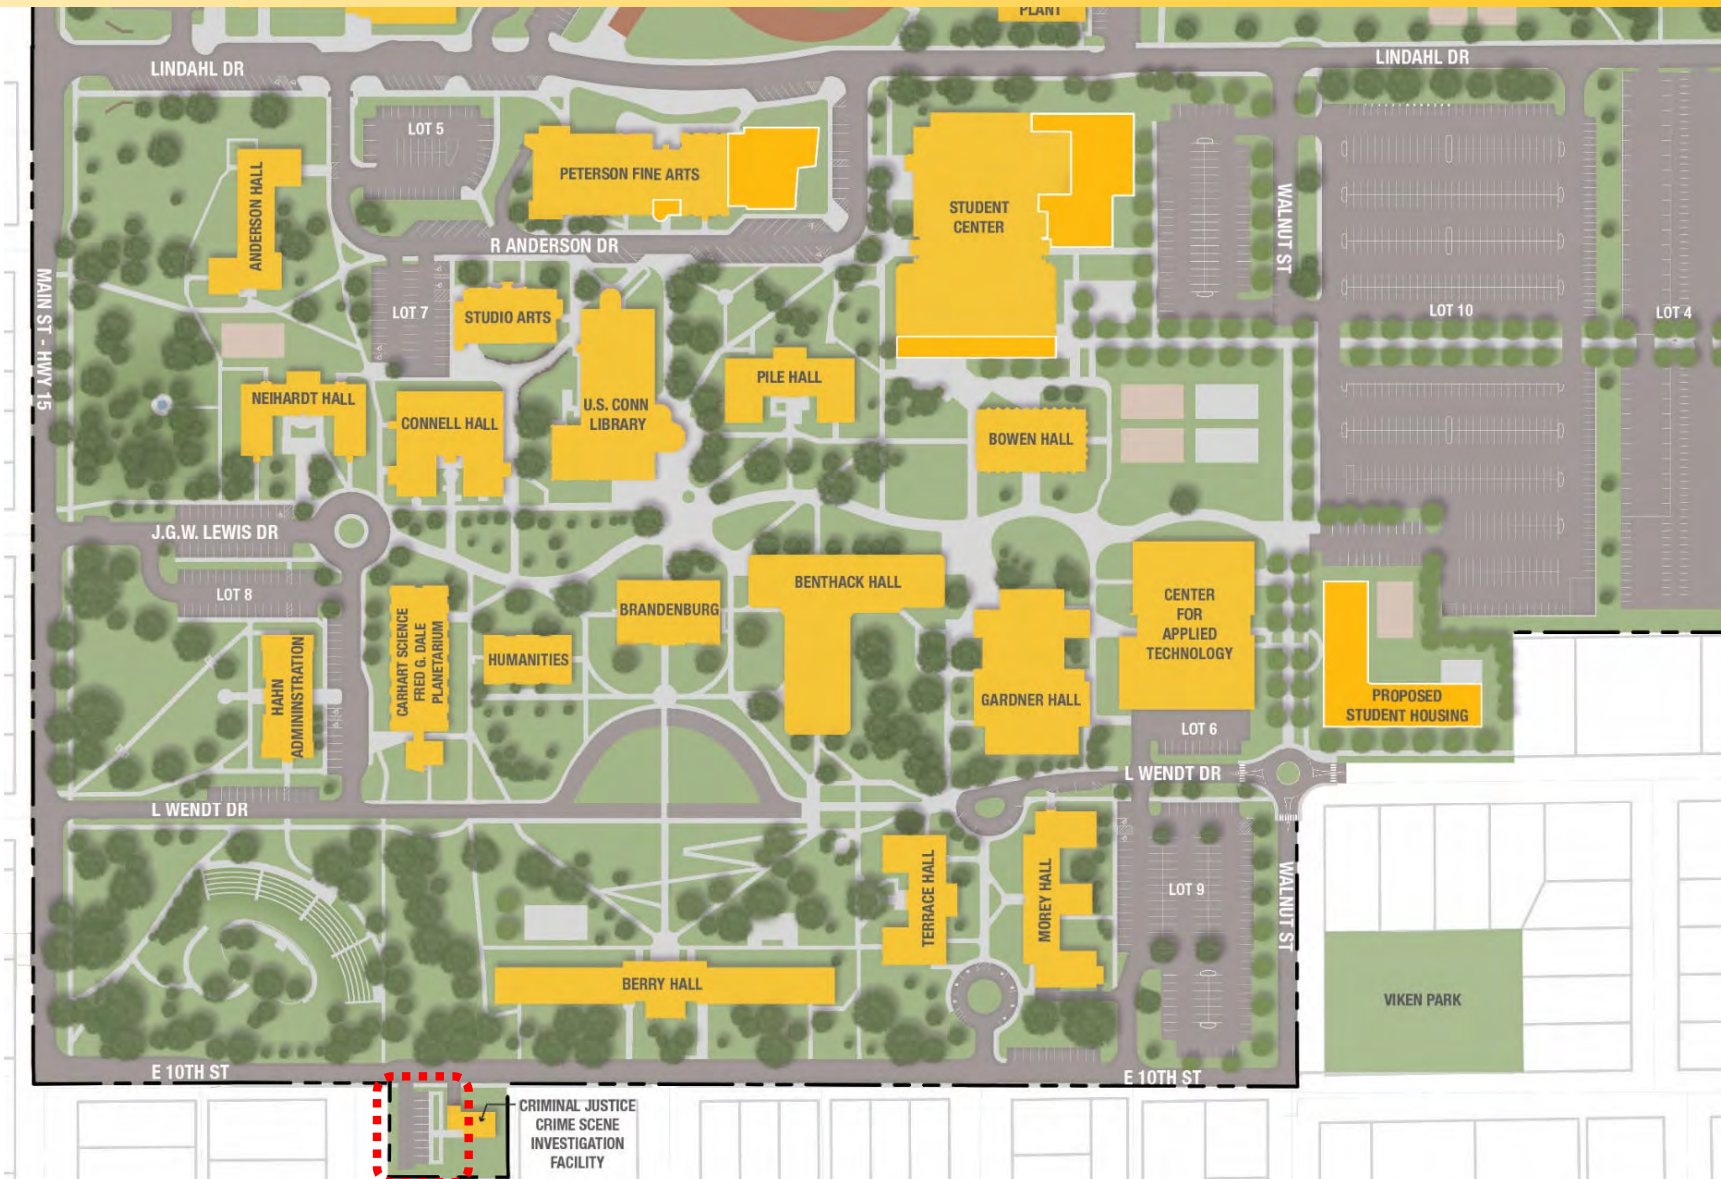 PLANT
LINDAHL DR
LINDAHL DR
LOT 5
PETERSON FINE ARTS
ANDERSON HALL
STUDENT
CENTER
WALNUT ST
R ANDERSON DR
MAIN ST - HWY 15
LOT 7
STUDIO ARTS
LOT 10
LOT 4
NEIHARDT HALL
CONNELL HALL
U.S. CONN
LIBRARY
PILE HALL
BOWEN HALL
J.G.W. LEWIS DR
LOT 8
BENTHACK HALL
BRANDENBURG
CENTER
FOR
APPLIED
TECHNOLOGY
HAHN
ADMININSTRATION
CARHART SCIENCE
FRED G. DALE
PLANETARIUM
HUMANITIES
GARDNER HALL
PROPOSED
STUDENT HOUSING
LOT 6
L WENDT DR
L WENDT DR
TERRACE HALL
MOREY HALL
LOT 9
WALNUT ST
BERRY HALL
VIKEN PARK
E 10TH ST
E 10TH ST
CRIMINAL JUSTICE
CRIME SCENE
INVESTIGATION
FACILITY